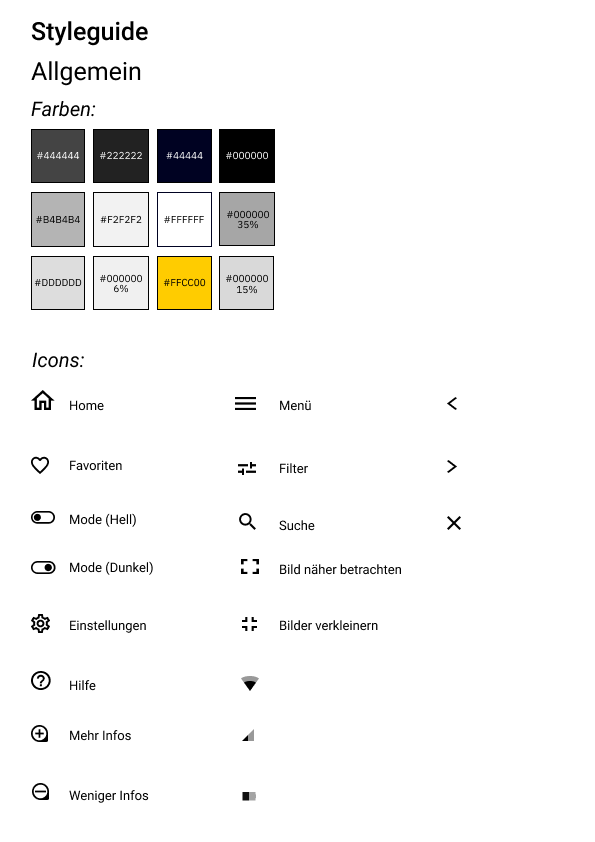 Styleguide
Allgemein
Farben:
#444444 #222222 #44444 #000000
#B4B4B4 #F2F2F2 #FFFFFF #000000
35%
#DDDDDD #000000 #FFCC00 #000000
6% 15%
Icons:
Home Menü
Favoriten Filter
Mode (Hell) Suche
Mode (Dunkel) Bild näher betrachten
Einstellungen Bilder verkleinern
Hilfe
Mehr Infos
Weniger Infos